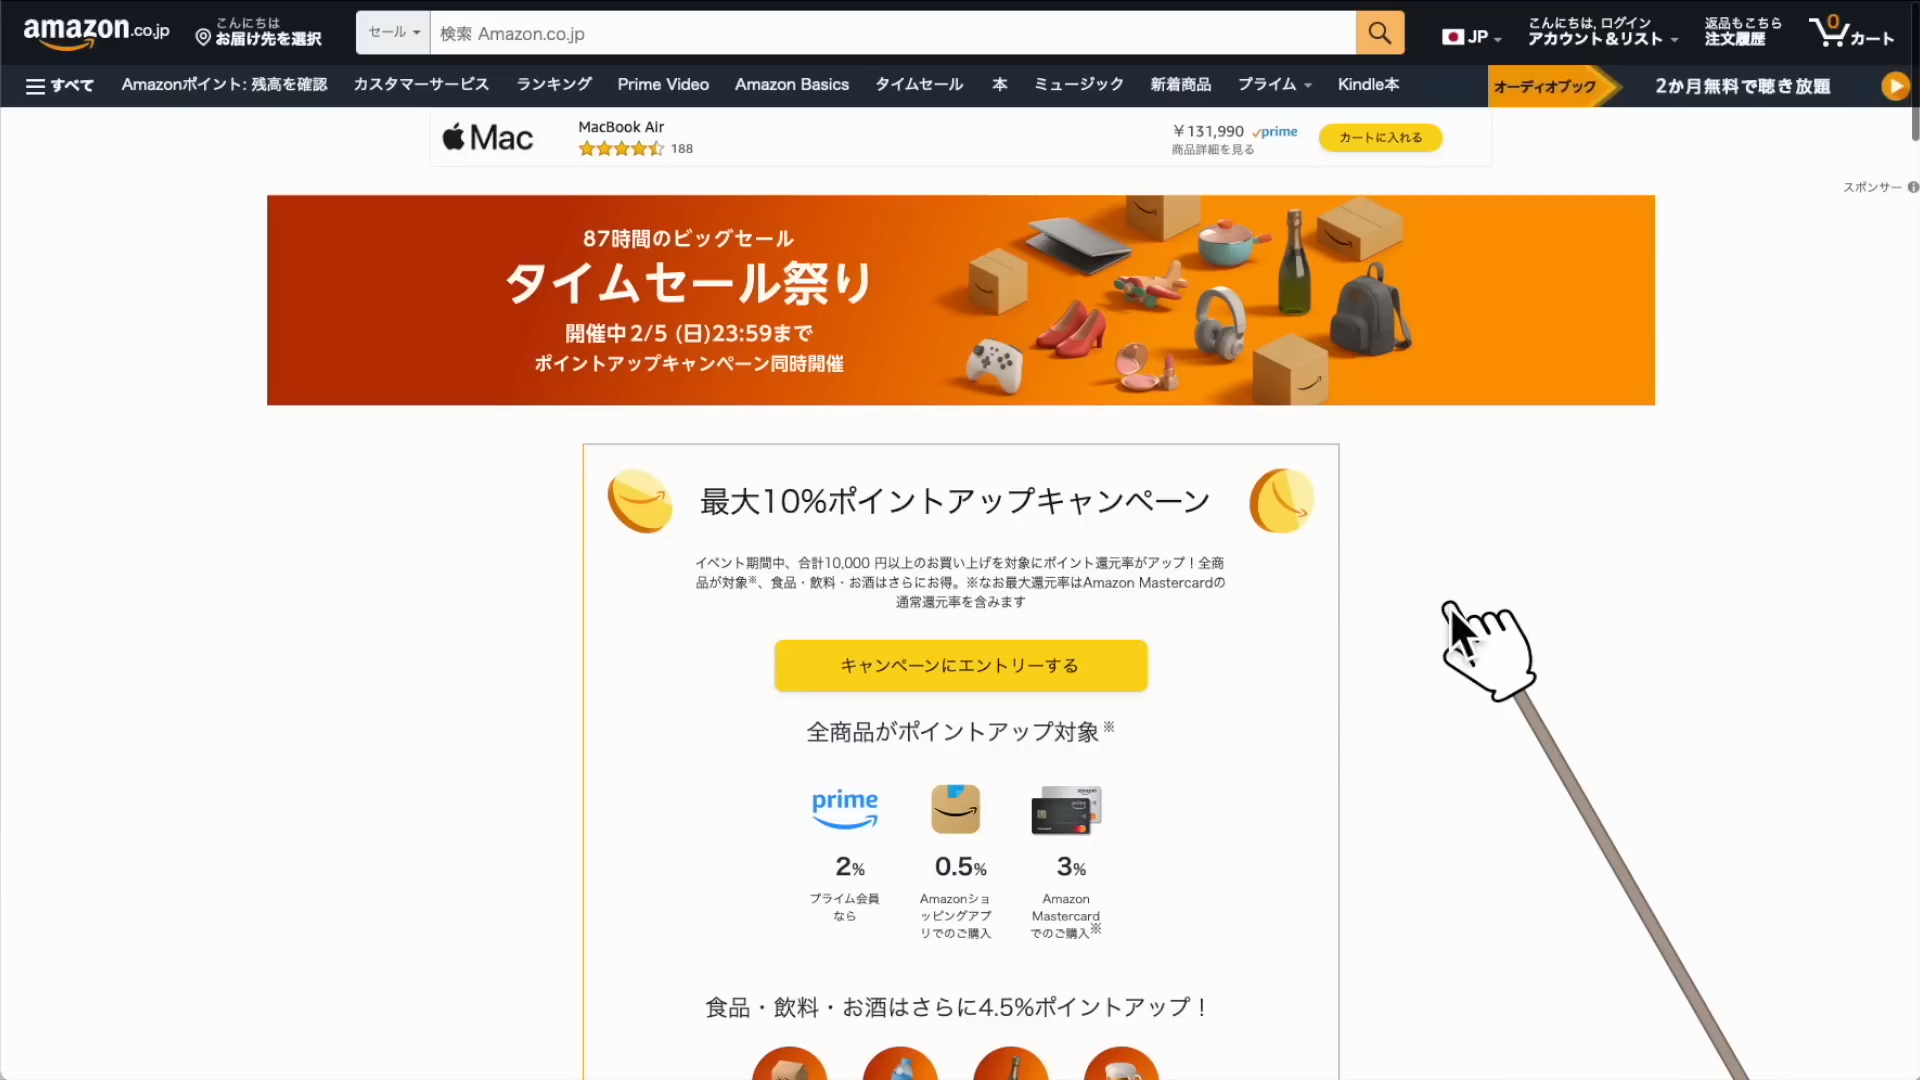 amazon.co.jp
こんにちは
お届け先を選択
セール
検索 Amazon.co.jp
JP
こんにちは, ログイン
アカウント＆リスト
返品もこちら
注文履歴
0
カート
すべて
Amazonポイント: 残高を確認
カスタマーサービス
ランキング
Prime Video
Amazon Basics
タイムセール
本
ミュージック
新着商品
プライム
Kindle本
オーディオブック
2か月無料で聴き放題
Mac
MacBook Air
188
￥131,990 prime
商品詳細を見る
カートに入れる
スポンサー
87時間のビッグセール
タイムセール祭り
開催中 2/5 (日)23:59まで
ポイントアップキャンペーン同時開催
最大10%ポイントアップキャンペーン
イベント期間中、合計10,000 円以上のお買い上げを対象にポイント還元率がアップ！全商
品が対象※、食品・飲料・お酒はさらにお得。※なお最大還元率はAmazon Mastercardの
通常還元率を含みます
キャンペーンにエントリーする
全商品がポイントアップ対象※
prime
2%
プライム会員
なら
0.5%
Amazonショ
ッピングアプ
リでのご購入
3%
Amazon
Mastercard
でのご購入※
食品・飲料・お酒はさらに4.5%ポイントアップ！